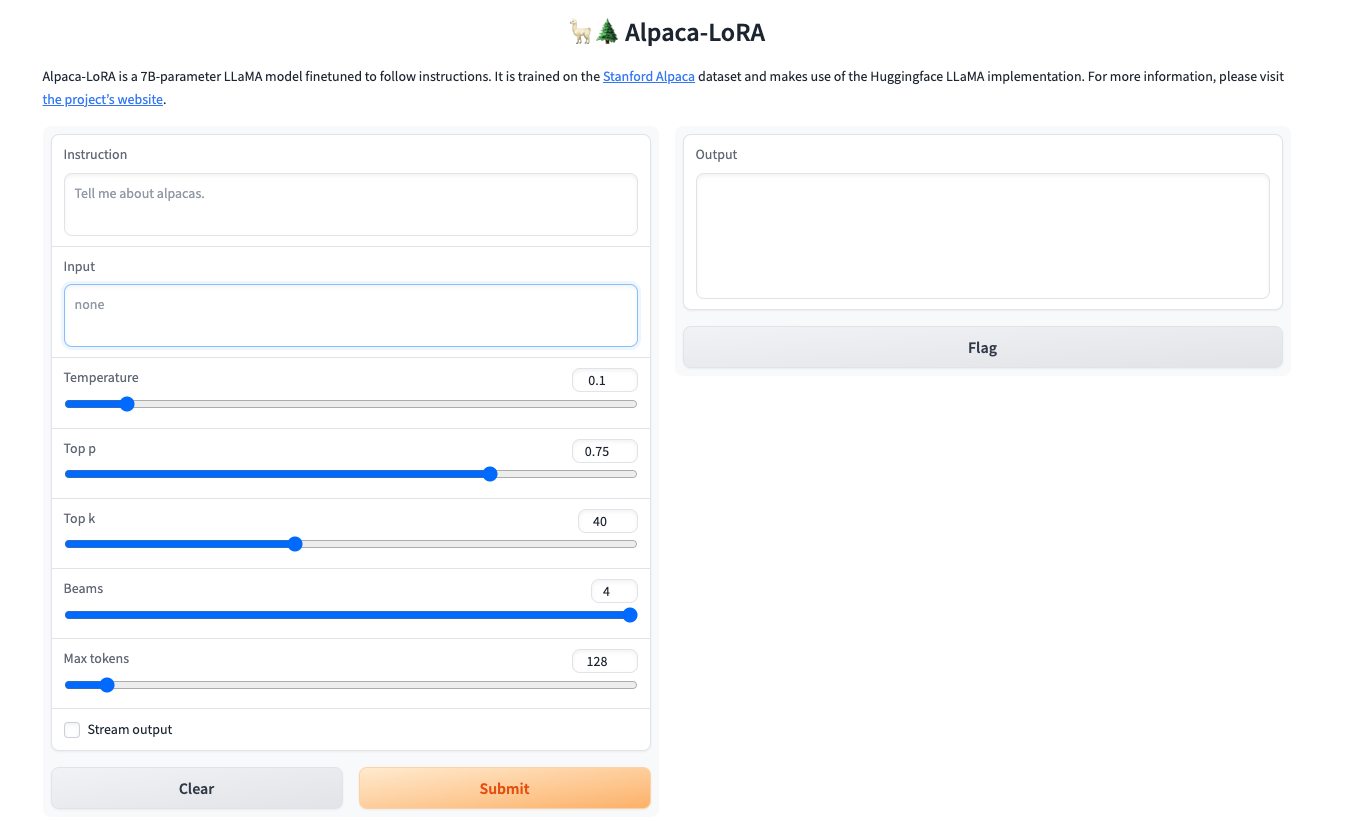 🦙🌲 Alpaca-LoRA
Alpaca-LoRA is a 7B-parameter LLaMA model finetuned to follow instructions. It is trained on the Stanford Alpaca dataset and makes use of the Huggingface LLaMA implementation. For more information, please visit
the project's website.
Instruction
Tell me about alpacas.
Input
none
Temperature
0.1
Top p
0.75
Top k
40
Beams
4
Max tokens
128
Stream output
Clear
Submit
Output
Flag